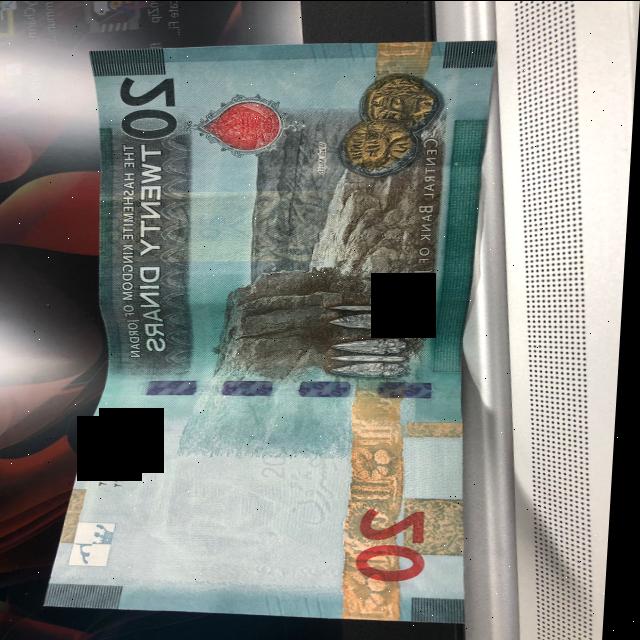 CENTRAL BANK OF
20
TWENTY DINARS
THE HASHEMITE KINGDOM OF JORDAN
20